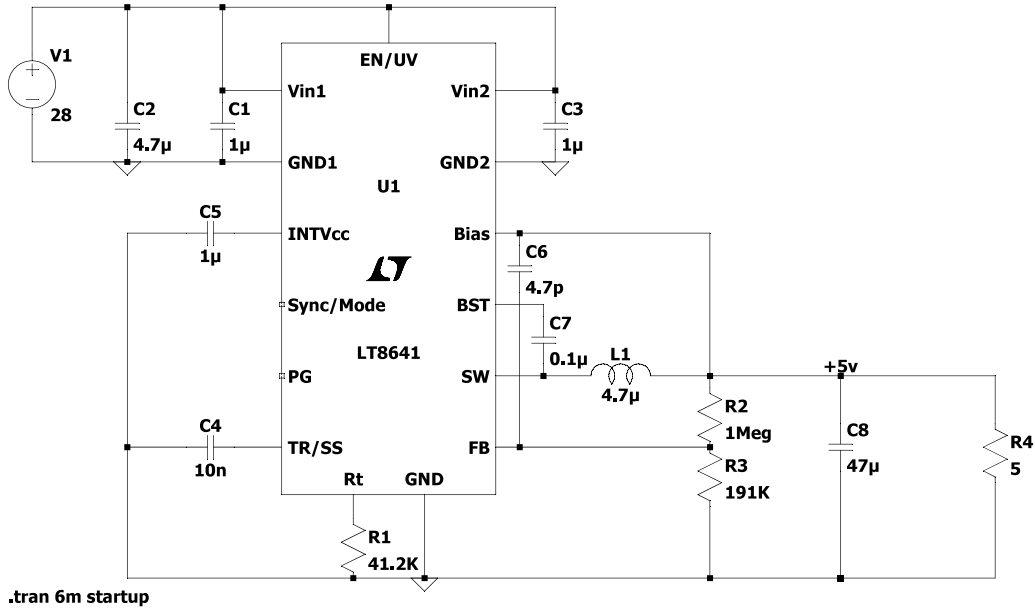 EN/UV
V1
28
Vin1
Vin2
C2
4.7µ
C1
1µ
C3
1µ
GND1
GND2
U1
C5
1µ
INTVcc
Bias
C6
4.7p
Sync/Mode
BST
C7
0.1µ
LT8641
PG
SW
L1
4.7µ
+5v
R2
1Meg
C4
10n
TR/SS
FB
C8
47µ
R4
5
R3
191K
Rt
GND
R1
41.2K
.tran 6m startup